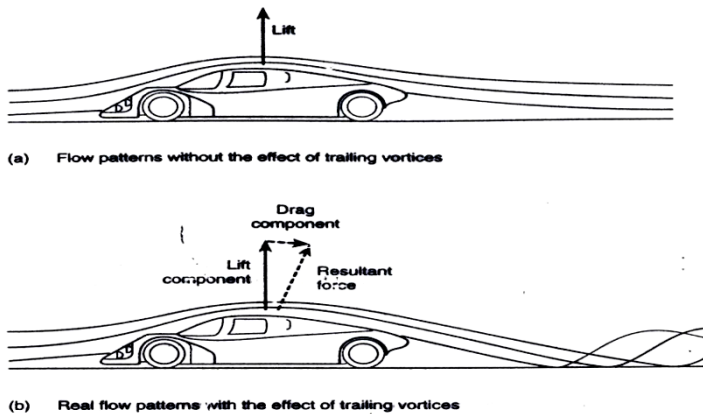 Lift
(a) Flow patterns without the effect of trailing vortices
Drag
component
Lift
component
Resultant
force
(b) Real flow patterns with the effect of trailing vortices